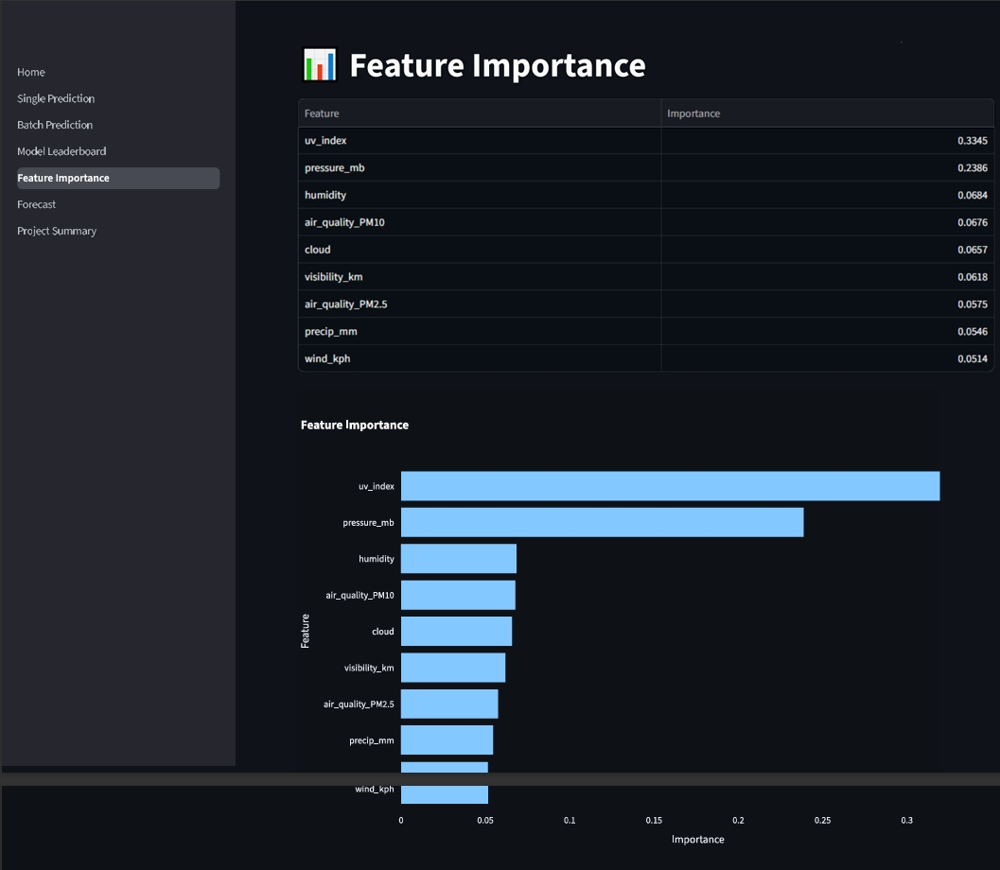 Home
Single Prediction
Batch Prediction
Model Leaderboard
Feature Importance
Forecast
Project Summary
Feature Importance
Feature Importance
uv_index 0.3345
pressure_mb 0.2386
humidity 0.0684
air_quality_PM10 0.0676
cloud 0.0657
visibility_km 0.0618
air_quality_PM2.5 0.0575
precip_mm 0.0546
wind_kph 0.0514
Feature Importance
uv_index
pressure_mb
humidity
air_quality_PM10
cloud
visibility_km
air_quality_PM2.5
precip_mm
wind_kph
Feature
0 0.05 0.1 0.15 0.2 0.25 0.3
Importance